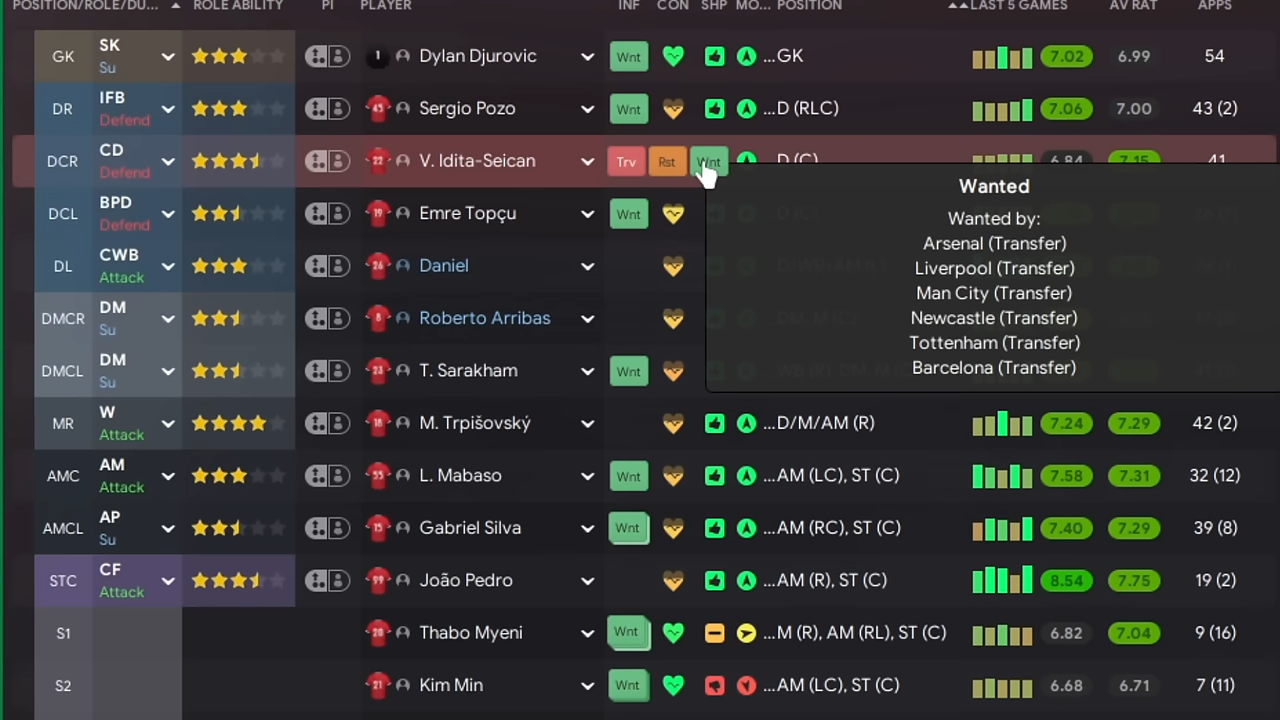 POSITION/ROLE/DU... ROLE ABILITY PI PLAYER INF CON SHP MO... POSITION LAST 5 GAMES AV RAT APPS
GK SK Su 1 Dylan Djurovic Wnt ...GK 7.02 6.99 54
DR IFB Defend 45 Sergio Pozo Wnt ...D (RLC) 7.06 7.00 43 (2)
DCR CD Defend 22 V. Idita-Seican Trv Rst Wnt D (C) 6.84 7.15 41
Wanted
Wanted by:
Arsenal (Transfer)
Liverpool (Transfer)
Man City (Transfer)
Newcastle (Transfer)
Tottenham (Transfer)
Barcelona (Transfer)
DCL BPD Defend 19 Emre Topçu Wnt
DL CWB Attack 26 Daniel
DMCR DM Su 8 Roberto Arribas
DMCL DM Su 23 T. Sarakham Wnt
MR W Attack 18 M. Trpišovský ...D/M/AM (R) 7.24 7.29 42 (2)
AMC AM Attack 55 L. Mabaso Wnt ...AM (LC), ST (C) 7.58 7.31 32 (12)
AMCL AP Su 15 Gabriel Silva Wnt ...AM (RC), ST (C) 7.40 7.29 39 (8)
STC CF Attack 99 João Pedro ...AM (R), ST (C) 8.54 7.75 19 (2)
S1 20 Thabo Myeni Wnt ...M (R), AM (RL), ST (C) 6.82 7.04 9 (16)
S2 21 Kim Min Wnt ...AM (LC), ST (C) 6.68 6.71 7 (11)